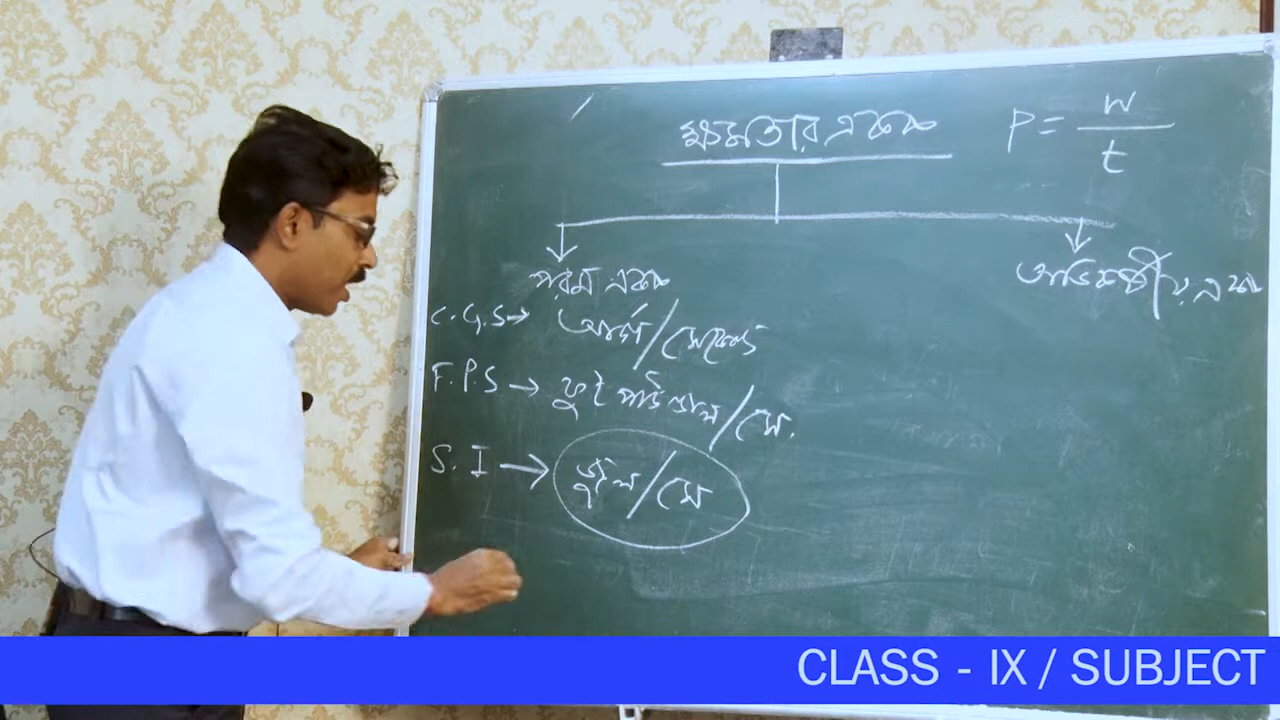 ক্ষমতার একক P = W/t
পরম একক
অভিকর্ষীয় একক
C.G.S → আর্গ/সেকেন্ড
F.P.S → ফুট পাউন্ডাল/সে.
S.I → জুল/সে
CLASS - IX / SUBJECT